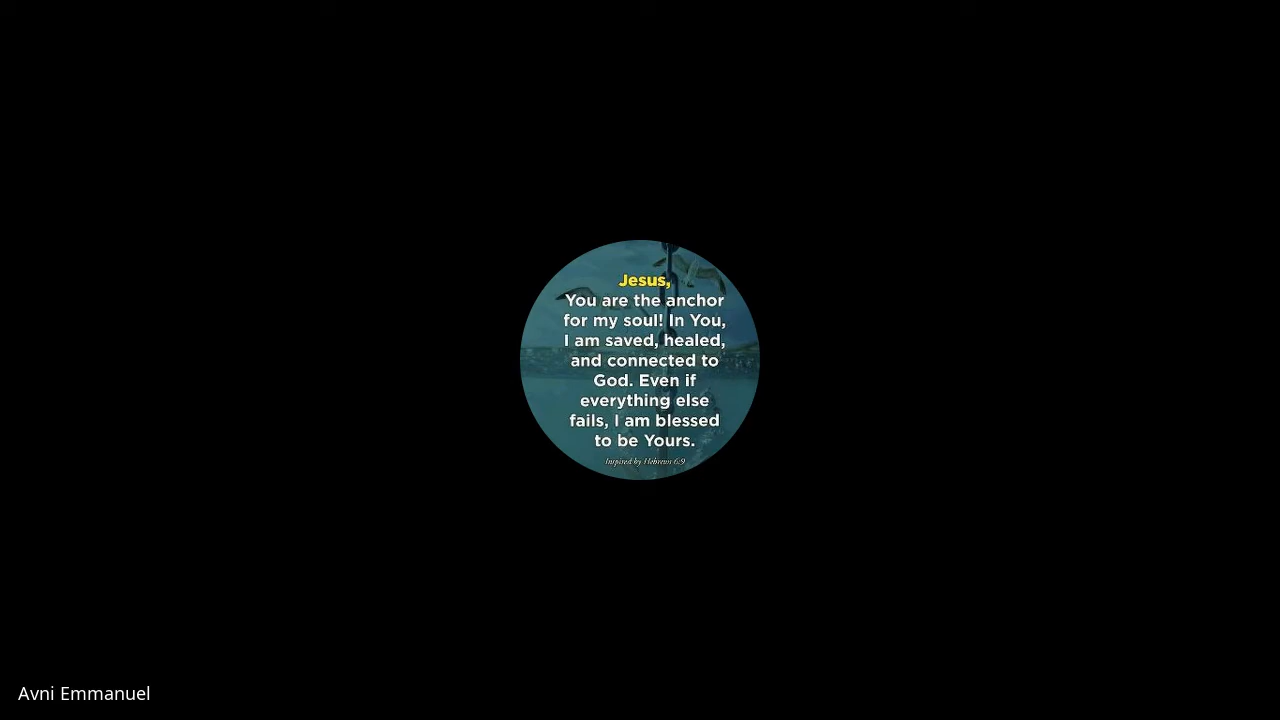 Jesus,
You are the anchor
for my soul! In You,
I am saved, healed,
and connected to
God. Even if
everything else
fails, I am blessed
to be Yours.
Inspired by Hebrews 6:9
Avni Emmanuel